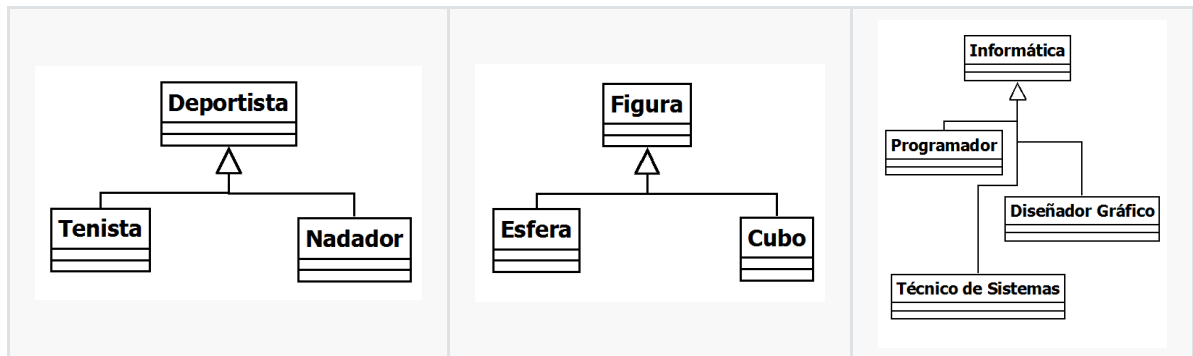 Deportista
Tenista
Nadador
Figura
Esfera
Cubo
Informática
Programador
Diseñador Gráfico
Técnico de Sistemas